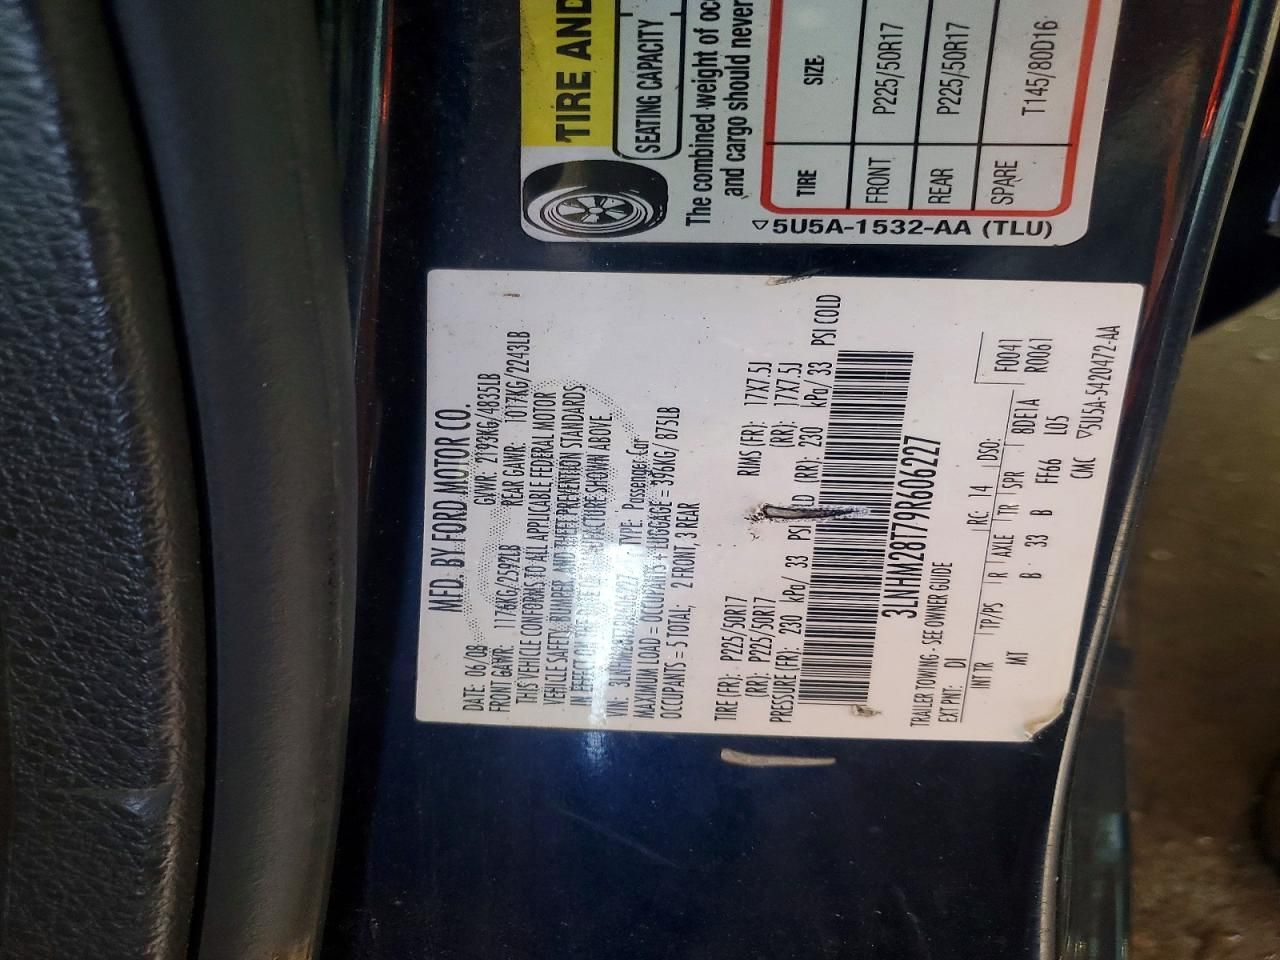 MFD. BY FORD MOTOR CO.
DATE: 06/08 GVWR: 2193KG/4835LB
FRONT GAWR: 1176KG/2592LB REAR GAWR: 1017KG/2243LB
THIS VEHICLE CONFORMS TO ALL APPLICABLE FEDERAL MOTOR
VEHICLE SAFETY, BUMPER, AND THEFT PREVENTION STANDARDS
IN EFFECT ON THE DATE OF MANUFACTURE SHOWN ABOVE.
VIN: 3LNHM28T79R606227 TYPE: Passenger Car
MAXIMUM LOAD = OCCUPANTS + LUGGAGE = 396KG/ 875LB
OCCUPANTS = 5 TOTAL; 2 FRONT, 3 REAR
TIRE (FR): P225/50R17 RIMS (FR): 17X7.5J
(RR): P225/50R17 (RR): 17X7.5J
PRESSURE (FR): 230 kPa/ 33 PSI COLD (RR): 230 kPa/ 33 PSI COLD
3LNHM28T79R606227
TRAILER TOWING - SEE OWNER GUIDE
EXT PNT: DI RC: 14 DSO: F0041
INT TR TP/PS R AXLE TR SPR R0061
MT B 33 B FF66 8DE1A L05
CMC ▽5U5A-5420472-AA
TIRE AND
SEATING CAPACITY
The combined weight of oc
and cargo should never
TIRE SIZE
FRONT P225/50R17
REAR P225/50R17
SPARE T145/80D16
▽5U5A-1532-AA (TLU)